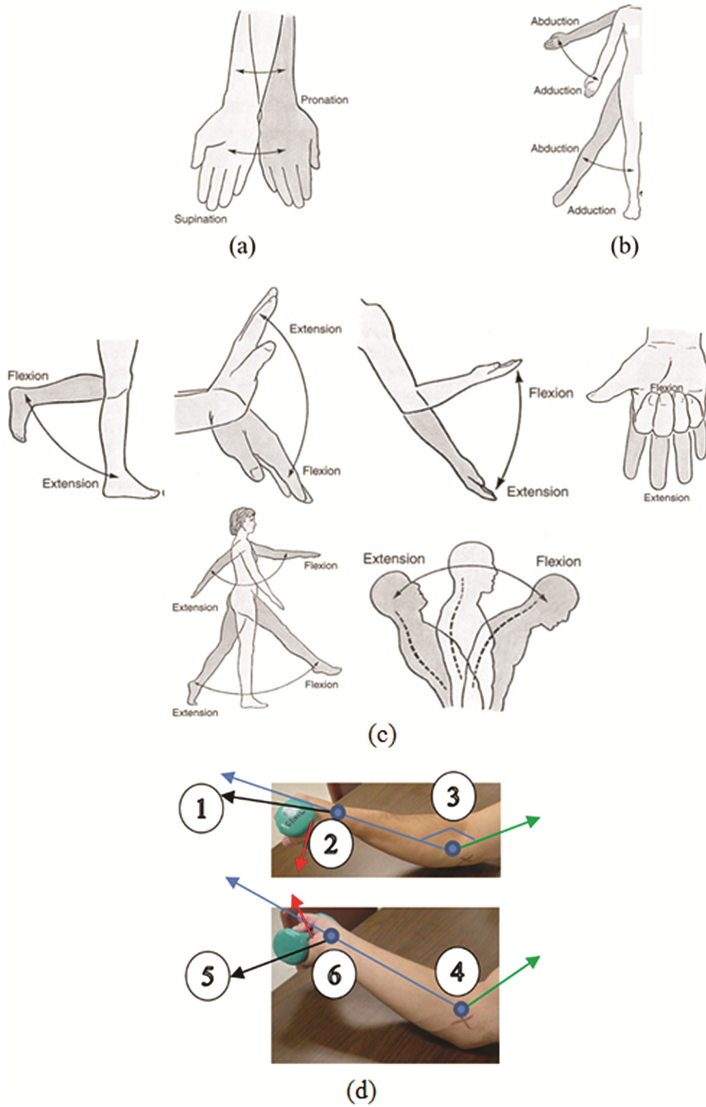 Pronation
Supination
(a)
Abduction
Adduction
Abduction
Adduction
(b)
Flexion
Extension
Extension
Flexion
Flexion
Extension
Flexion
Extension
Extension
Flexion
Extension
Flexion
Extension
Flexion
(c)
1
2
3
4
5
6
(d)